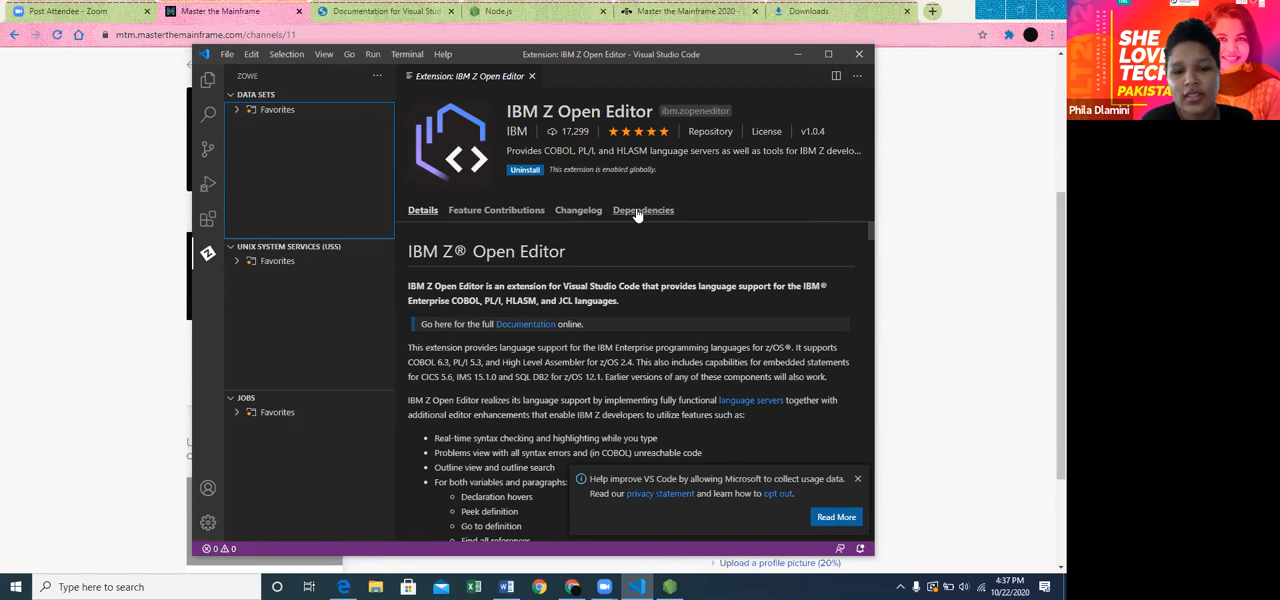 Post Attendee - Zoom
Master the Mainframe
Documentation for Visual Stud
Node.js
Master the Mainframe 2020 -
Downloads
mtm.masterthemainframe.com/channels/11
File Edit Selection View Go Run Terminal Help
Extension: IBM Z Open Editor - Visual Studio Code
ZOWE
Extension: IBM Z Open Editor
DATA SETS
Favorites
UNIX SYSTEM SERVICES (USS)
Favorites
JOBS
Favorites
IBM Z Open Editor ibm.zopeneditor
IBM 17,299 Repository License v1.0.4
Provides COBOL, PL/I, and HLASM language servers as well as tools for IBM Z develo...
Uninstall This extension is enabled globally.
Details Feature Contributions Changelog Dependencies
IBM Z® Open Editor
IBM Z Open Editor is an extension for Visual Studio Code that provides language support for the IBM®
Enterprise COBOL, PL/I, HLASM, and JCL languages.
Go here for the full Documentation online.
This extension provides language support for the IBM Enterprise programming languages for z/OS®. It supports
COBOL 6.3, PL/I 5.3, and High Level Assembler for z/OS 2.4. This also includes capabilities for embedded statements
for CICS 5.6, IMS 15.1.0 and SQL DB2 for z/OS 12.1. Earlier versions of any of these components will also work.
IBM Z Open Editor realizes its language support by implementing fully functional language servers together with
additional editor enhancements that enable IBM Z developers to utilize features such as:
Real-time syntax checking and highlighting while you type
Problems view with all syntax errors and (in COBOL) unreachable code
Outline view and outline search
For both variables and paragraphs:
Declaration hovers
Peek definition
Go to definition
Find all references
Help improve VS Code by allowing Microsoft to collect usage data.
Read our privacy statement and learn how to opt out.
Read More
0 0
Upload a profile picture (20%)
Type here to search
4:37 PM
10/22/2020
SHE
LOVE
TECH
PAKISTA
Phila Dlamini